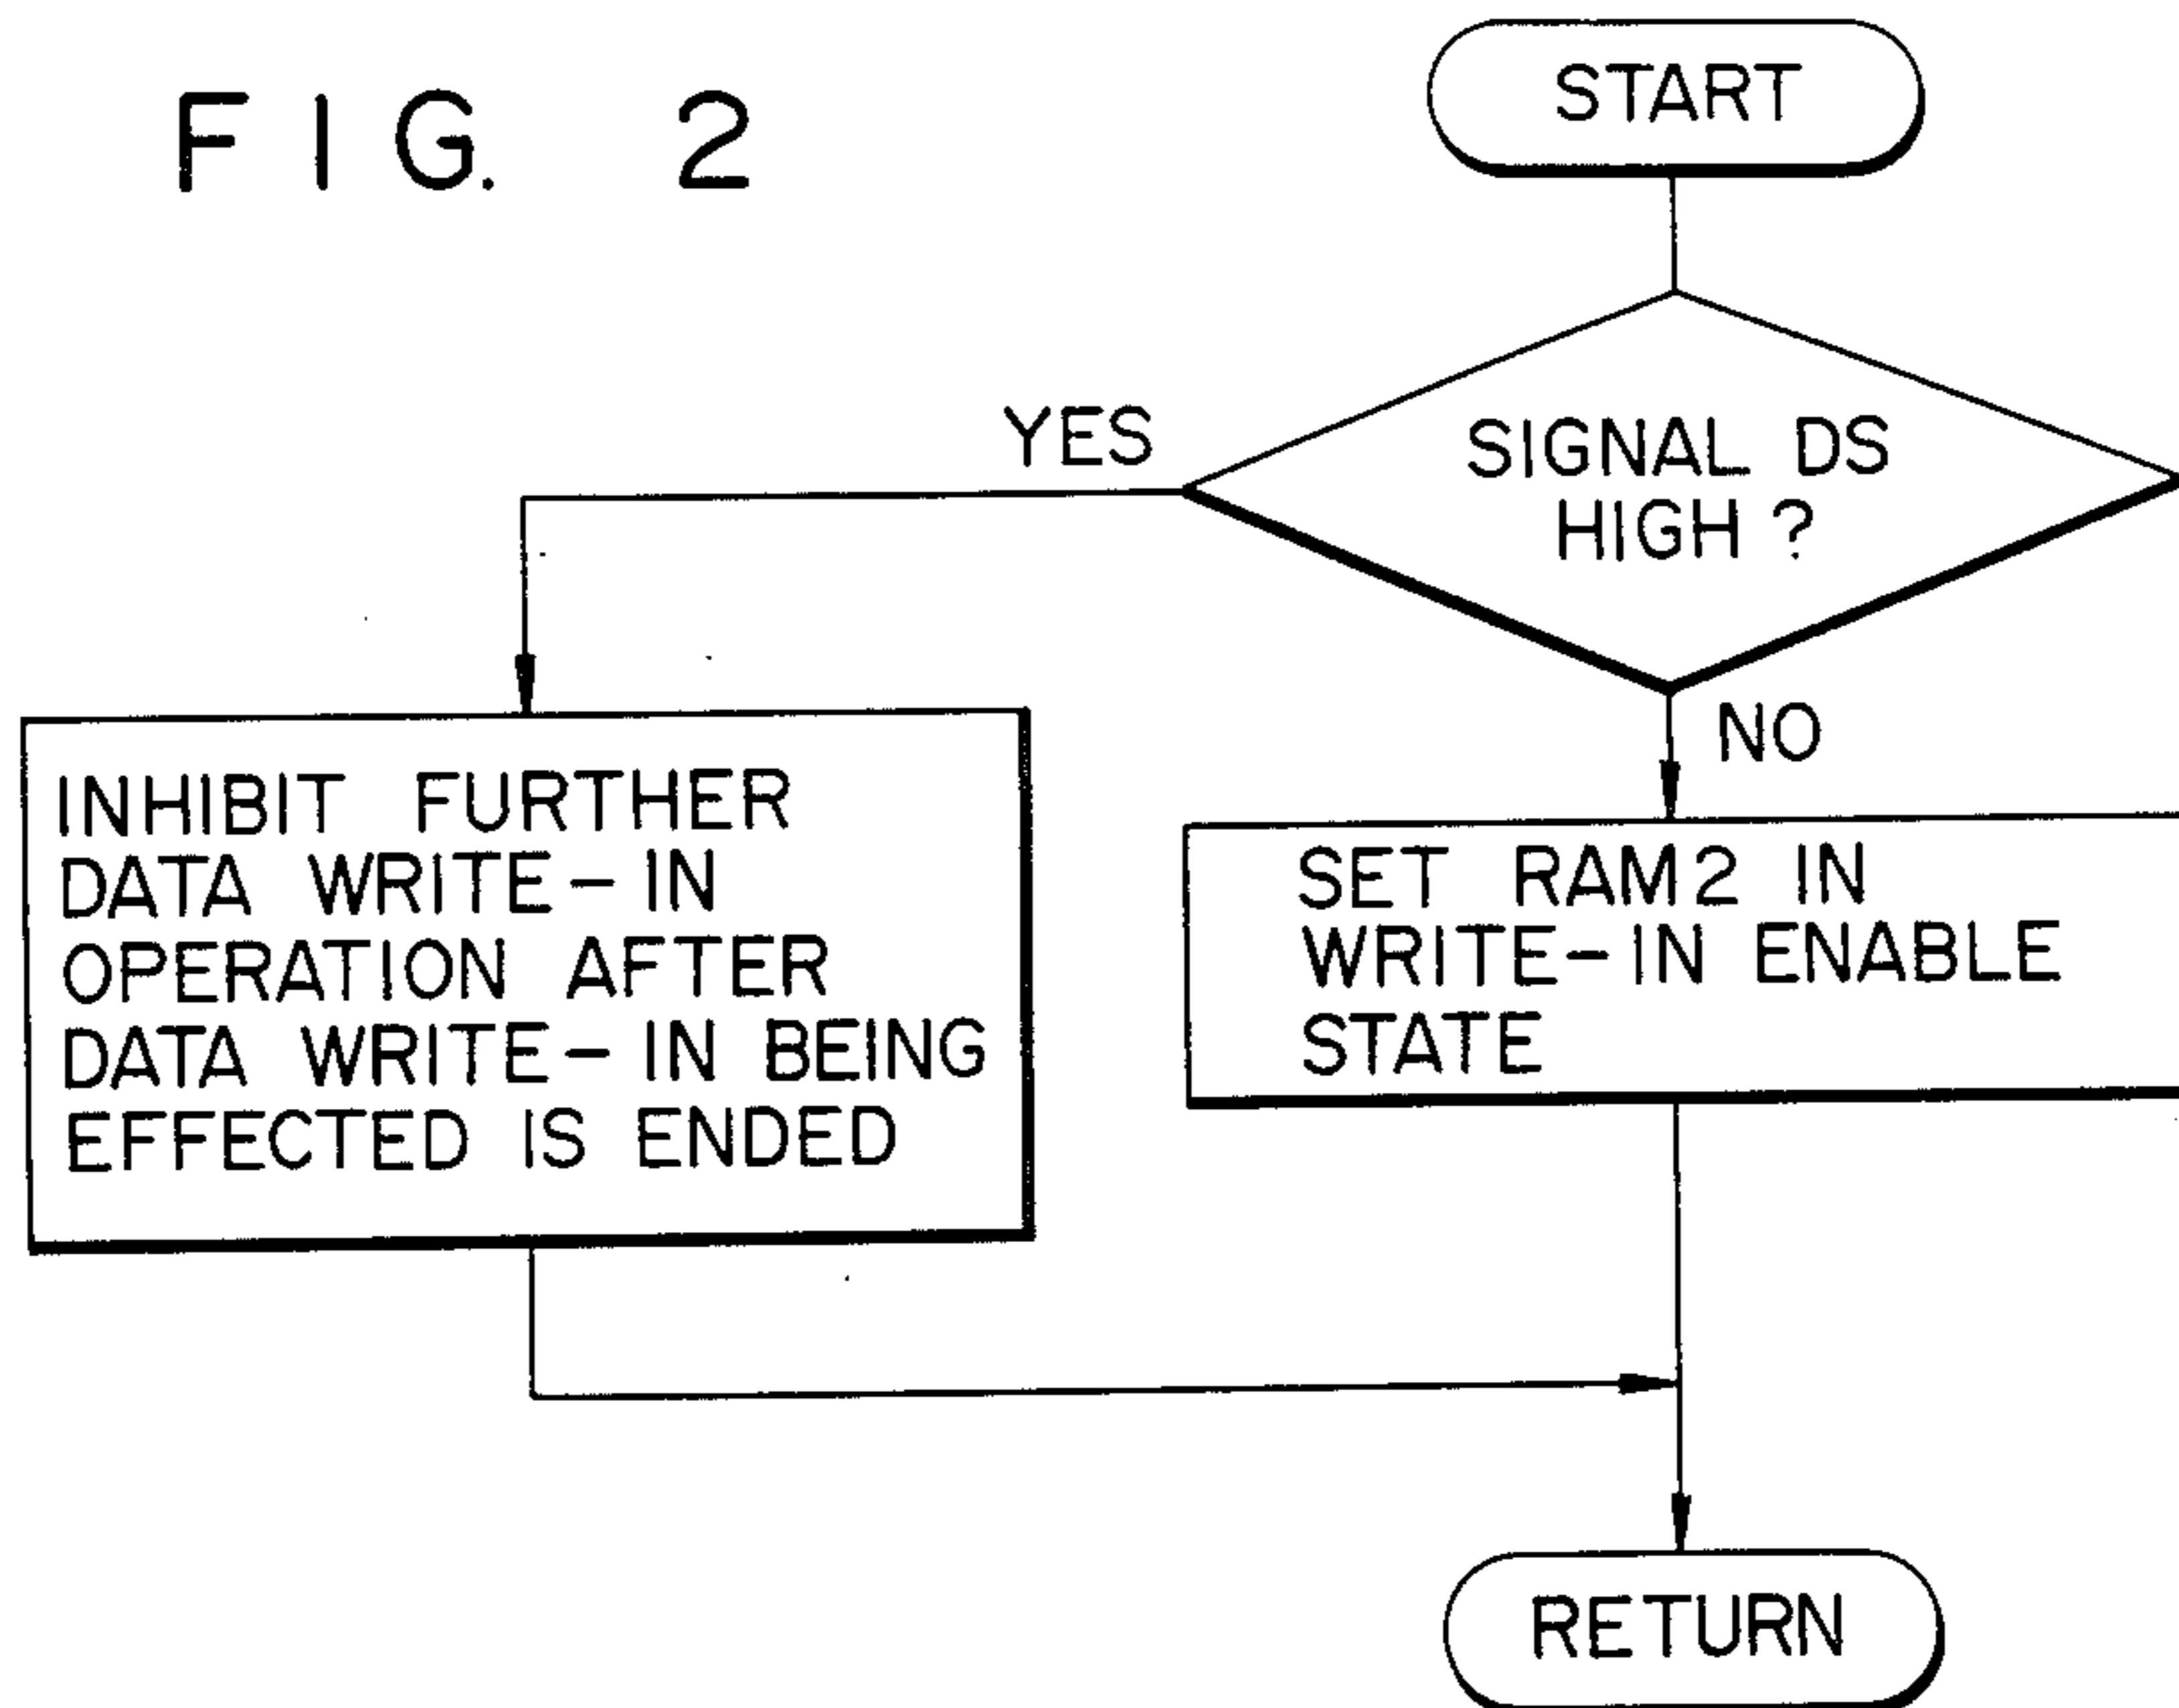 FIG. 2
START
SIGNAL DS
HIGH ?
YES
NO
INHIBIT FURTHER
DATA WRITE-IN
OPERATION AFTER
DATA WRITE-IN BEING
EFFECTED IS ENDED
SET RAM2 IN
WRITE-IN ENABLE
STATE
RETURN